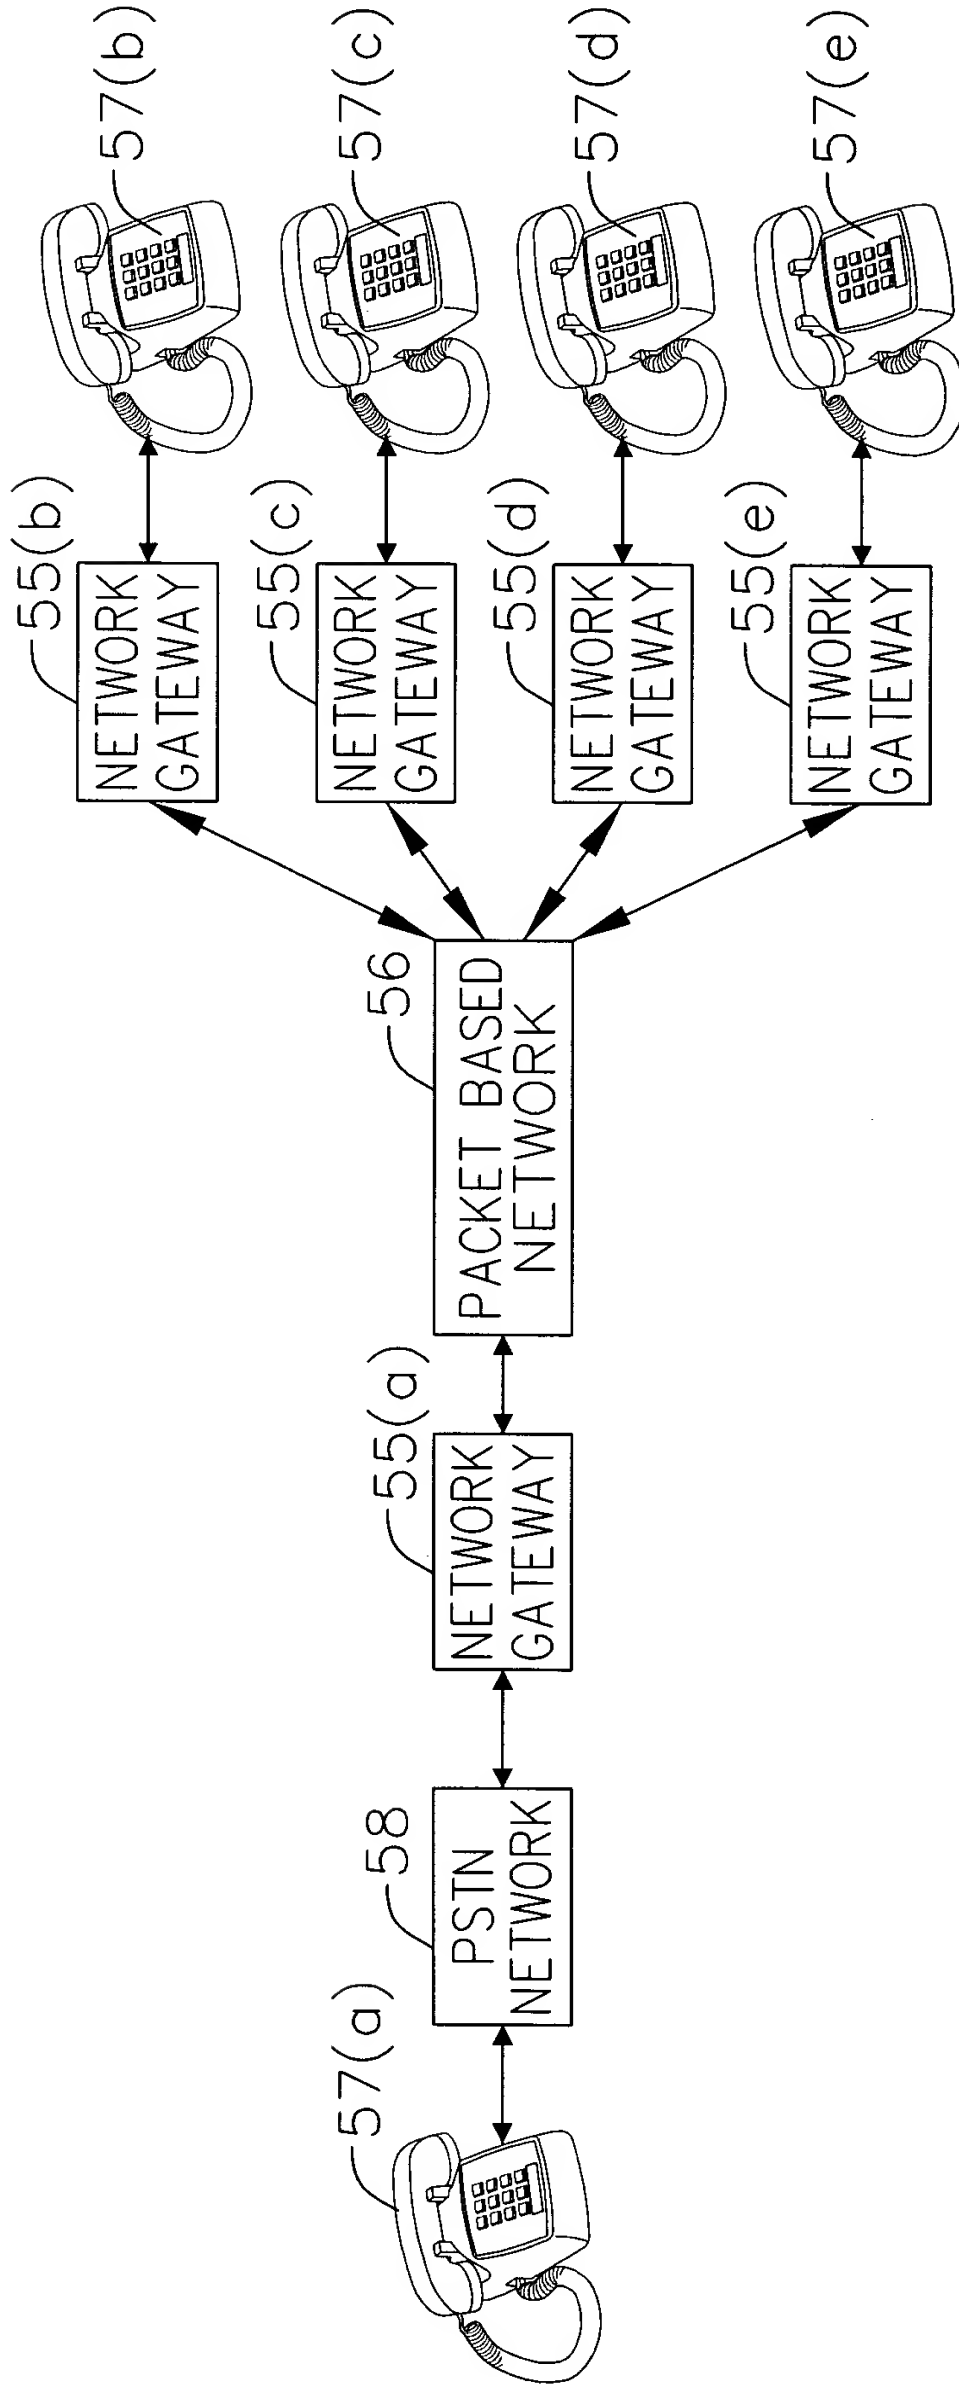 57(a)
58
PSTN
NETWORK
55(a)
NETWORK
GATEWAY
56
PACKET BASED
NETWORK
55(b)
NETWORK
GATEWAY
57(b)
55(c)
NETWORK
GATEWAY
57(c)
55(d)
NETWORK
GATEWAY
57(d)
55(e)
NETWORK
GATEWAY
57(e)